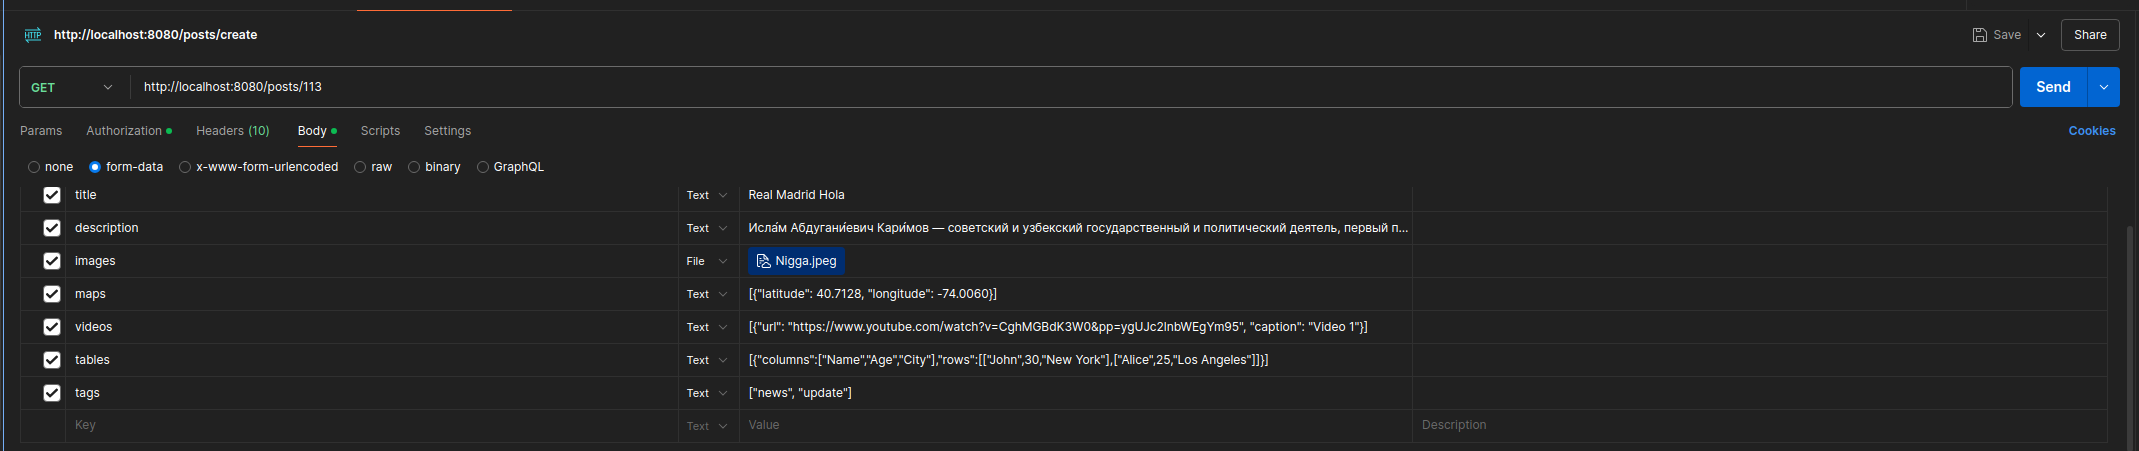 HTTP http://localhost:8080/posts/create Save Share
GET http://localhost:8080/posts/113 Send
Params Authorization Headers (10) Body Scripts Settings Cookies
none form-data x-www-form-urlencoded raw binary GraphQL
title Text Real Madrid Hola
description Text Исла́м Абдугани́евич Кари́мов — советский и узбекский государственный и политический деятель, первый п...
images File Nigga.jpeg
maps Text [{"latitude": 40.7128, "longitude": -74.0060}]
videos Text [{"url": "https://www.youtube.com/watch?v=CghMGBdK3W0&pp=ygUJc2lnbWEgYm95", "caption": "Video 1"}]
tables Text [{"columns":["Name","Age","City"],"rows":[["John",30,"New York"],["Alice",25,"Los Angeles"]]}]
tags Text ["news", "update"]
Key Text Value Description